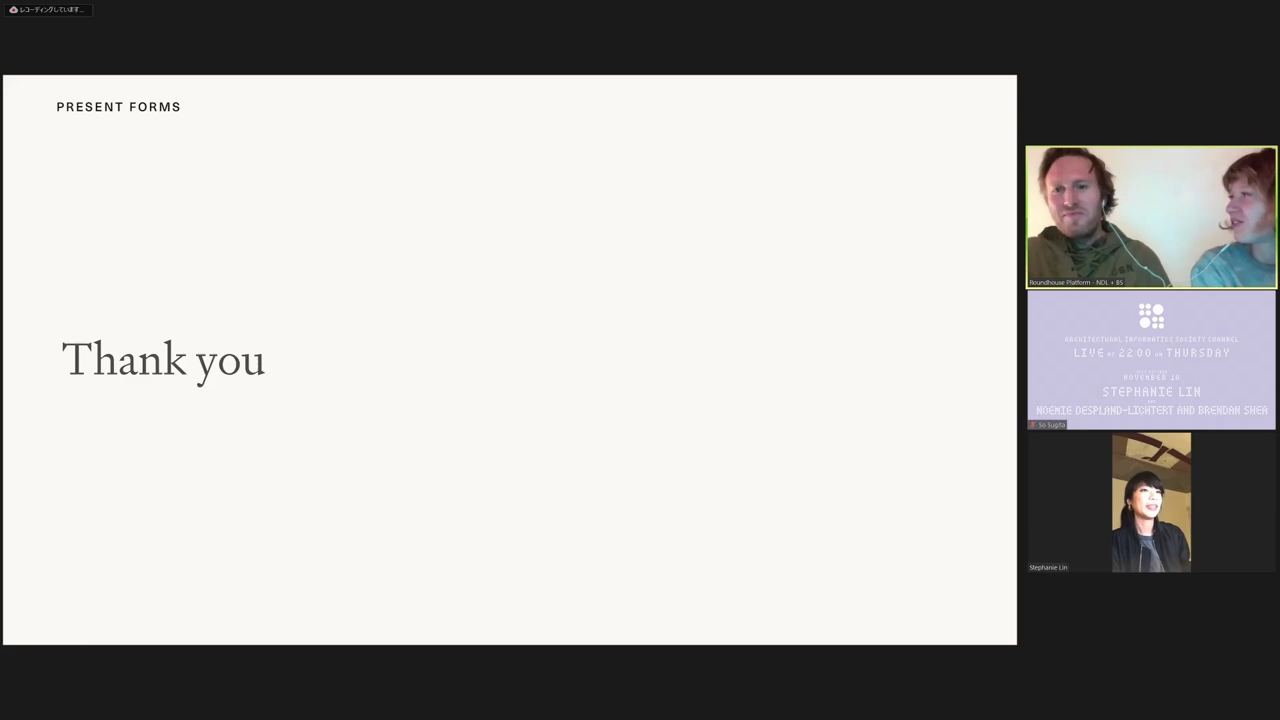 レコーディングしています...
PRESENT FORMS
Thank you
Roundhouse Platform - NDL + BS
ARCHITECTURAL INFORMATICS SOCIETY CHANNEL
LIVE AT 22:00 ON THURSDAY
NOVEMBER 18
STEPHANIE LIN
AND
NOEMIE DESPLAND-LICHTERT AND BRENDAN SHEA
So Sugita
CGN
Stephanie Lin